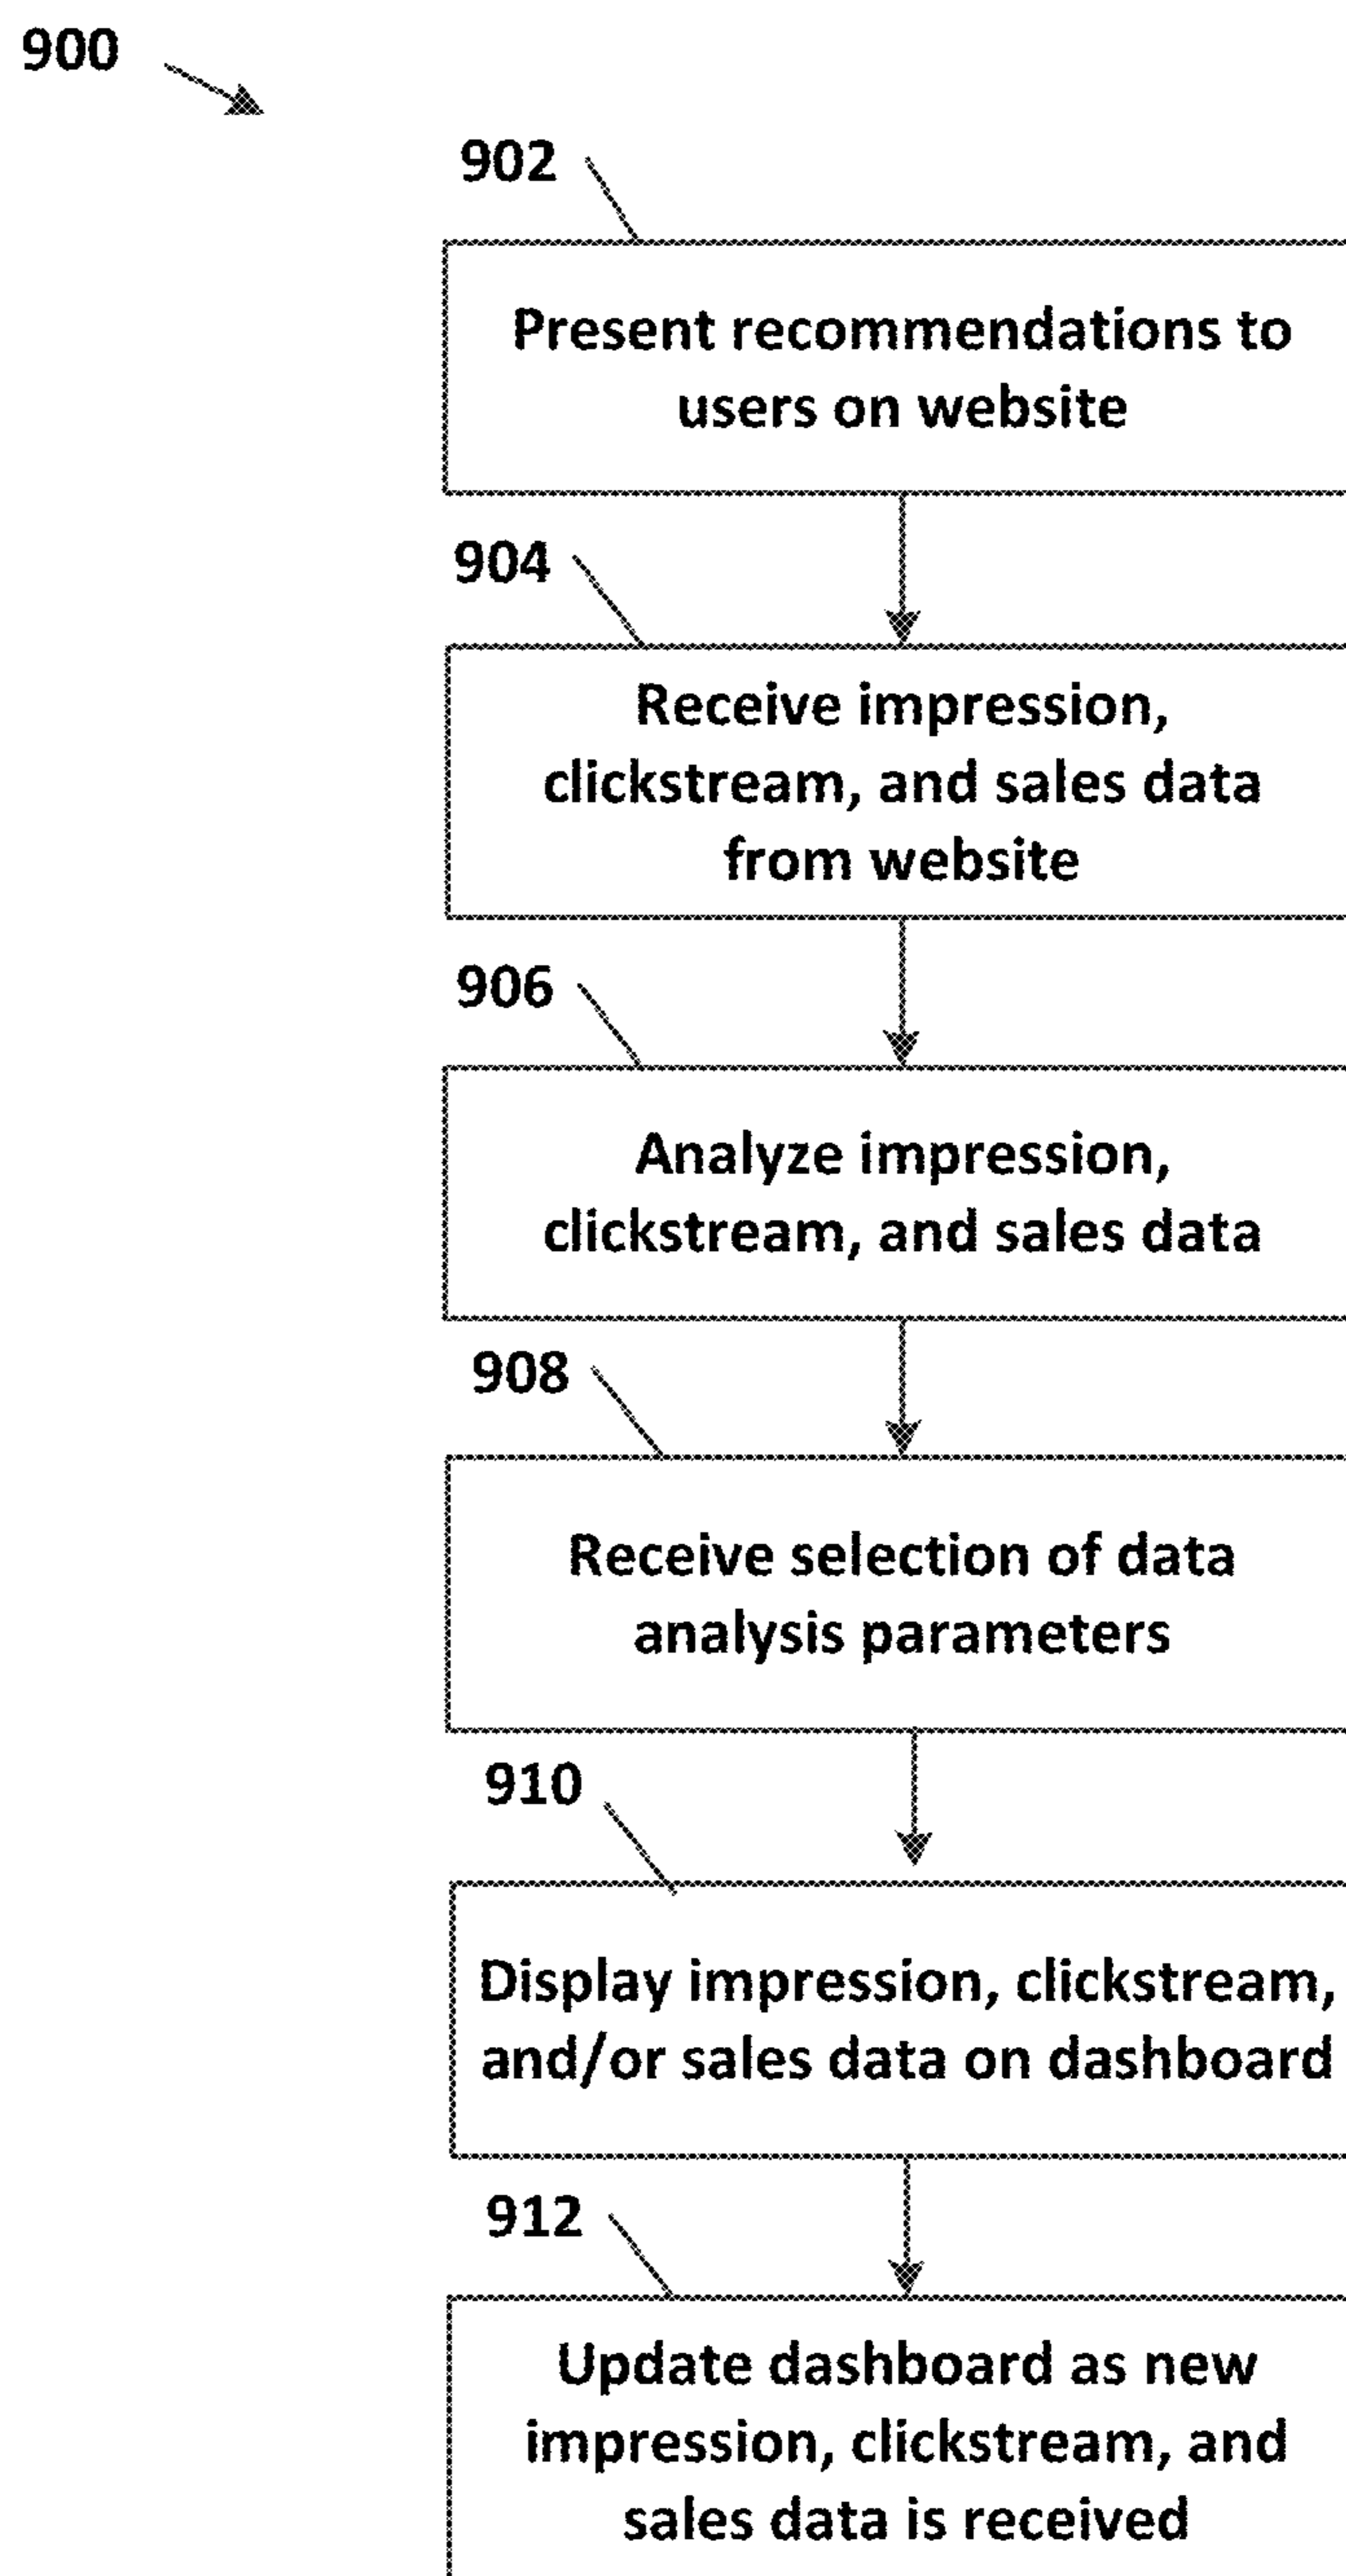 900
902
Present recommendations to
users on website
904
Receive impression,
clickstream, and sales data
from website
906
Analyze impression,
clickstream, and sales data
908
Receive selection of data
analysis parameters
910
Display impression, clickstream,
and/or sales data on dashboard
912
Update dashboard as new
impression, clickstream, and
sales data is received